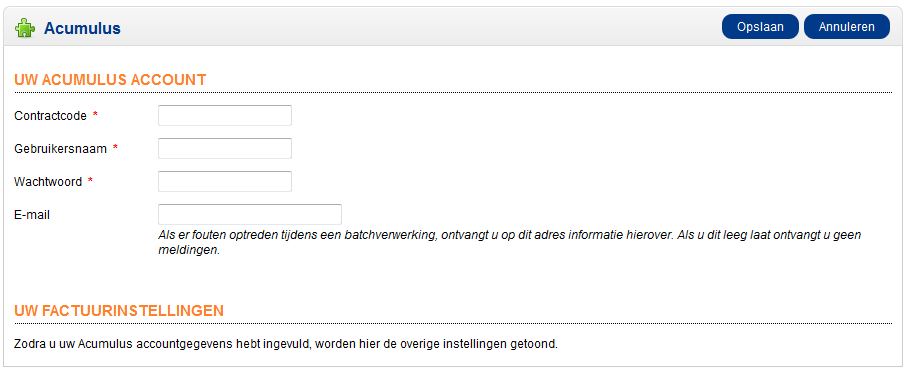 Acumulus
Opslaan
Annuleren
UW ACUMULUS ACCOUNT
Contractcode *
Gebruikersnaam *
Wachtwoord *
E-mail
Als er fouten optreden tijdens een batchverwerking, ontvangt u op dit adres informatie hierover. Als u dit leeg laat ontvangt u geen
meldingen.
UW FACTUURINSTELLINGEN
Zodra u uw Acumulus accountgegevens hebt ingevuld, worden hier de overige instellingen getoond.